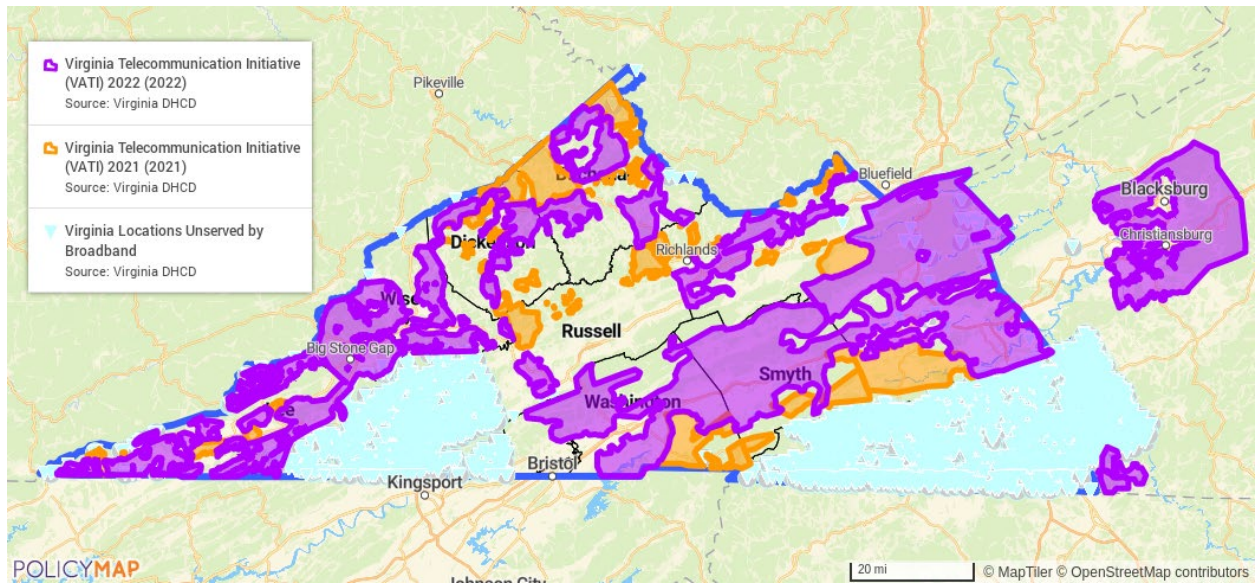 Virginia Telecommunication Initiative
(VATI) 2022 (2022)
Source: Virginia DHCD
Virginia Telecommunication Initiative
(VATI) 2021 (2021)
Source: Virginia DHCD
Virginia Locations Unserved by
Broadband
Source: Virginia DHCD
Pikeville
Bluefield
Blacksburg
Christiansburg
Richlands
Russell
Big Stone Gap
Smyth
Washington
Bristol
Kingsport
Johnson City
20 mi
POLICYMAP
© MapTiler © OpenStreetMap contributors